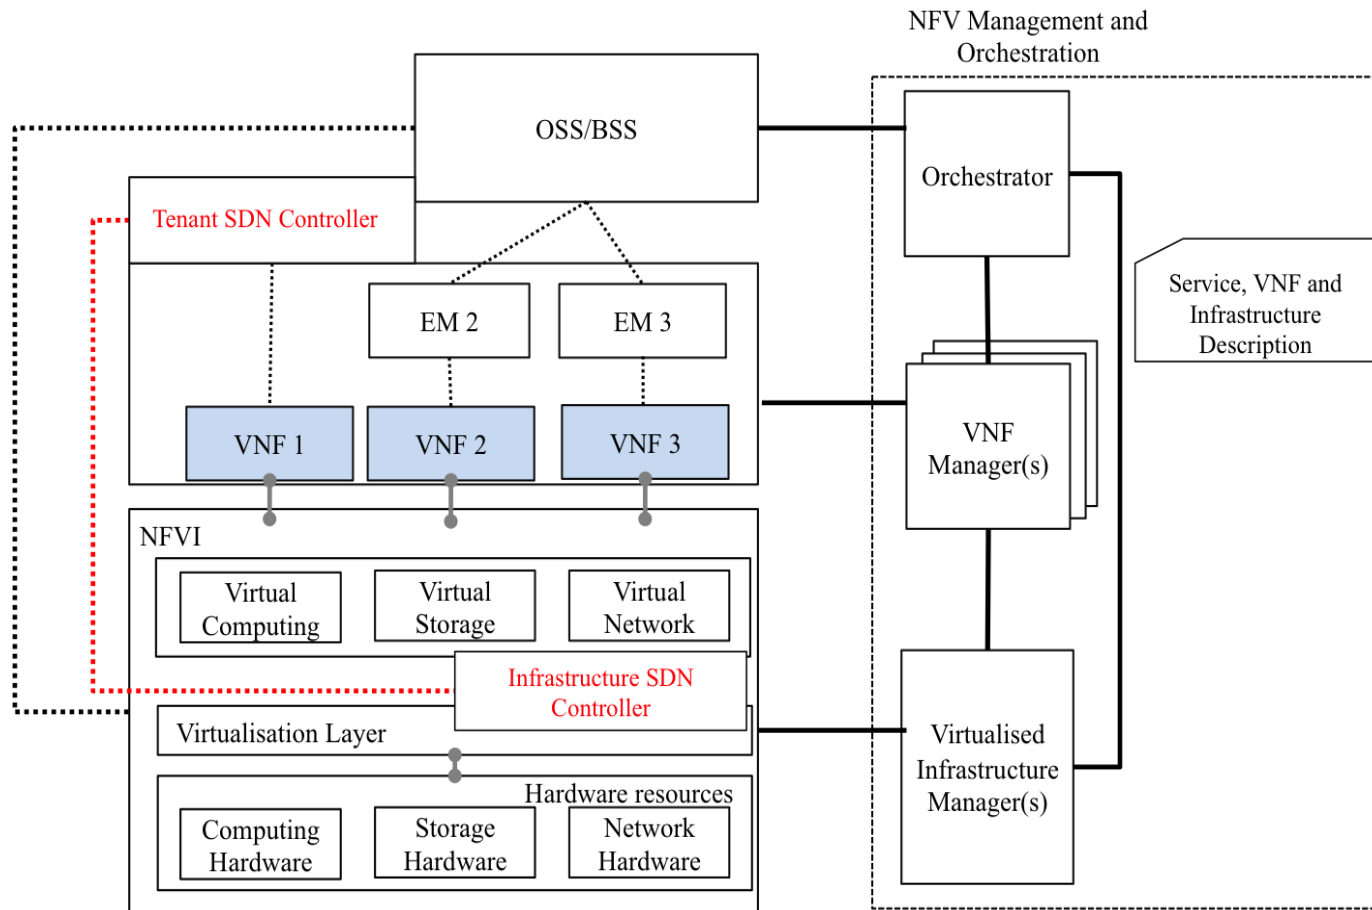 NFV Management and
Orchestration
OSS/BSS
Orchestrator
Tenant SDN Controller
Service, VNF and
Infrastructure
Description
EM 2
EM 3
VNF 1
VNF 2
VNF 3
VNF
Manager(s)
NFVI
Virtual
Computing
Virtual
Storage
Virtual
Network
Infrastructure SDN
Controller
Virtualisation Layer
Virtualised
Infrastructure
Manager(s)
Hardware resources
Computing
Hardware
Storage
Hardware
Network
Hardware